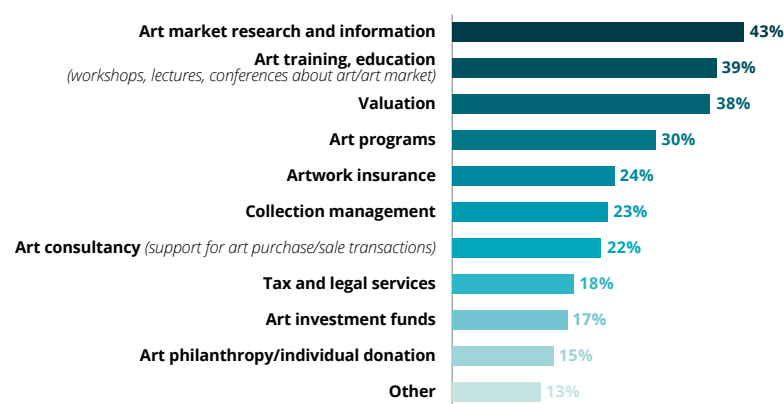 Art market research and information 43%
Art training, education
(workshops, lectures, conferences about art/art market) 39%
Valuation 38%
Art programs 30%
Artwork insurance 24%
Collection management 23%
Art consultancy (support for art purchase/sale transactions) 22%
Tax and legal services 18%
Art investment funds 17%
Art philanthropy/individual donation 15%
Other 13%